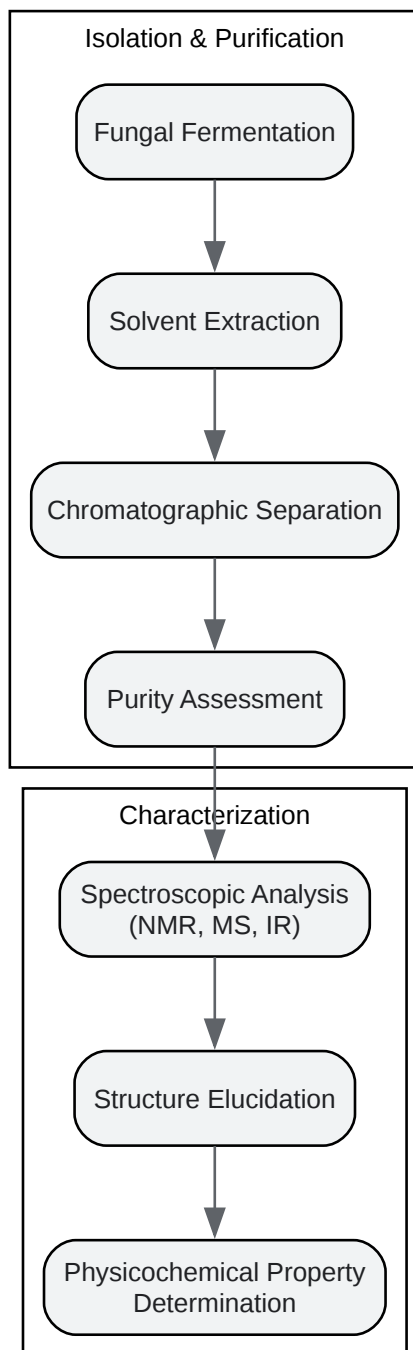 Isolation & Purification
Fungal Fermentation
Solvent Extraction
Chromatographic Separation
Purity Assessment
Characterization
Spectroscopic Analysis
(NMR, MS, IR)
Structure Elucidation
Physicochemical Property
Determination